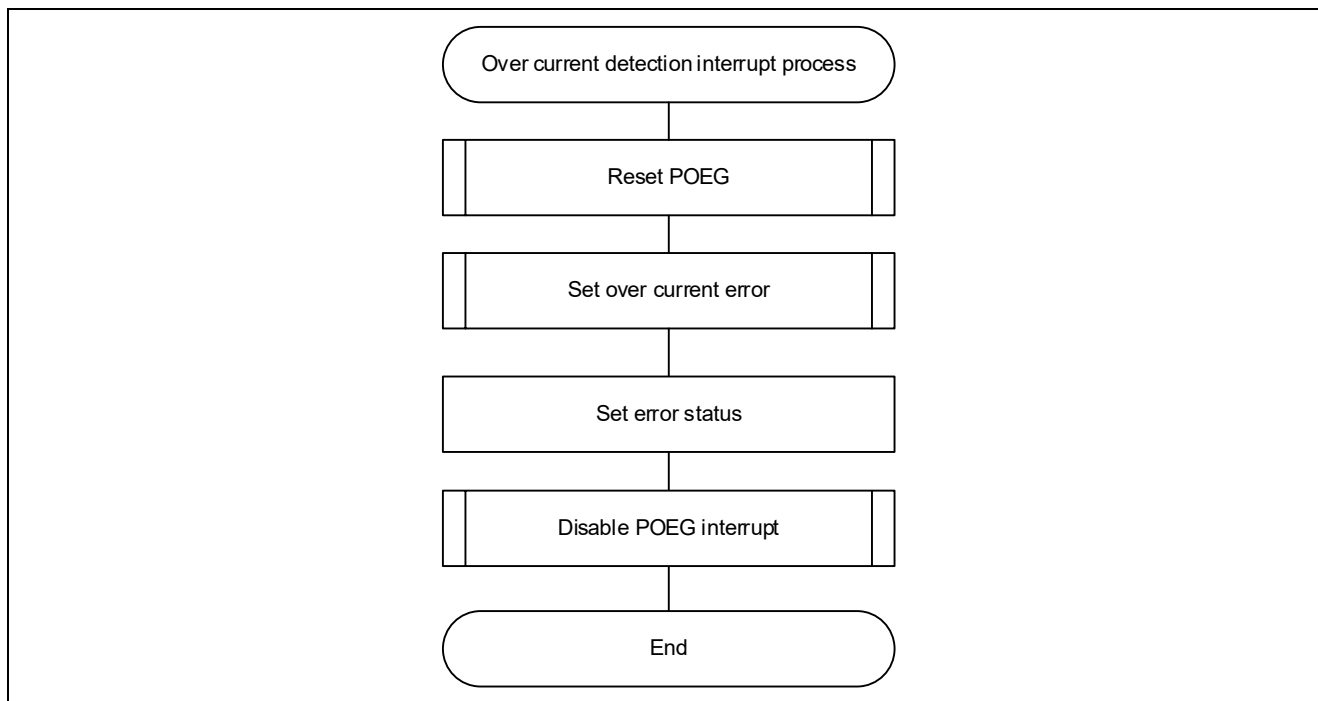 Over current detection interrupt process
Reset POEG
Set over current error
Set error status
Disable POEG interrupt
End